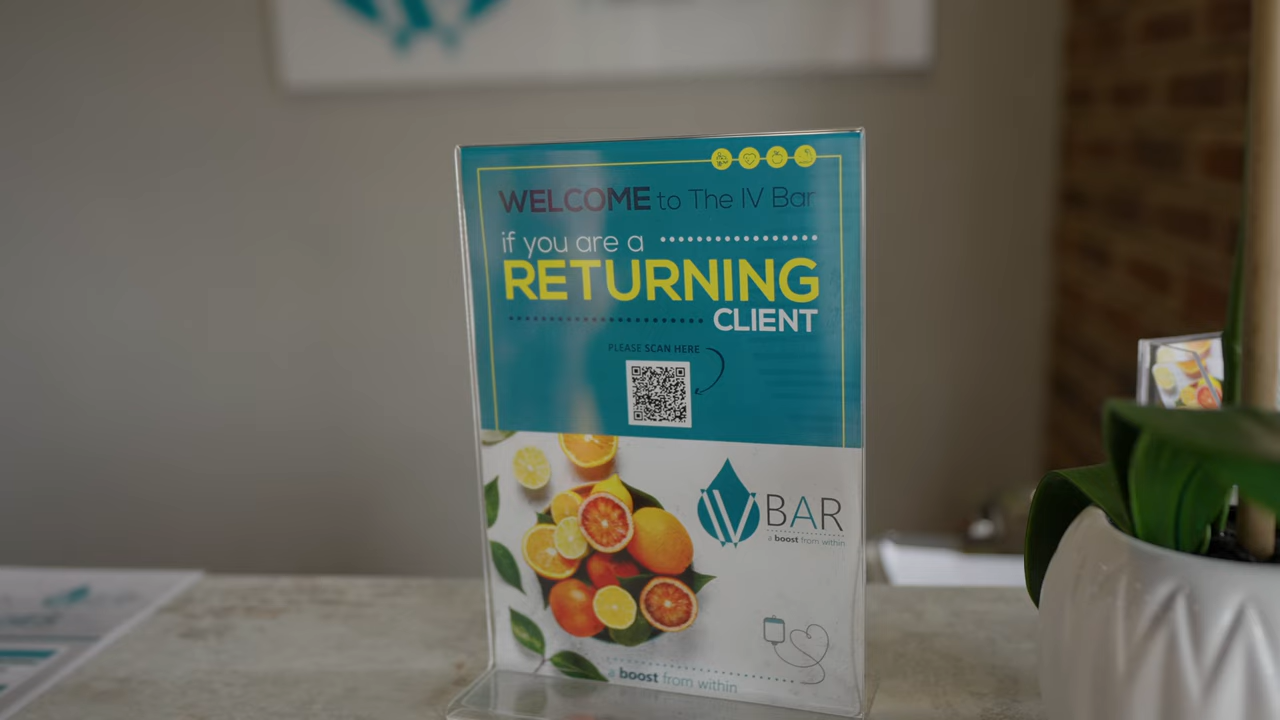 WELCOME to The IV Bar
if you are a
RETURNING
CLIENT
PLEASE SCAN HERE
IV BAR
a boost from within
a boost from within